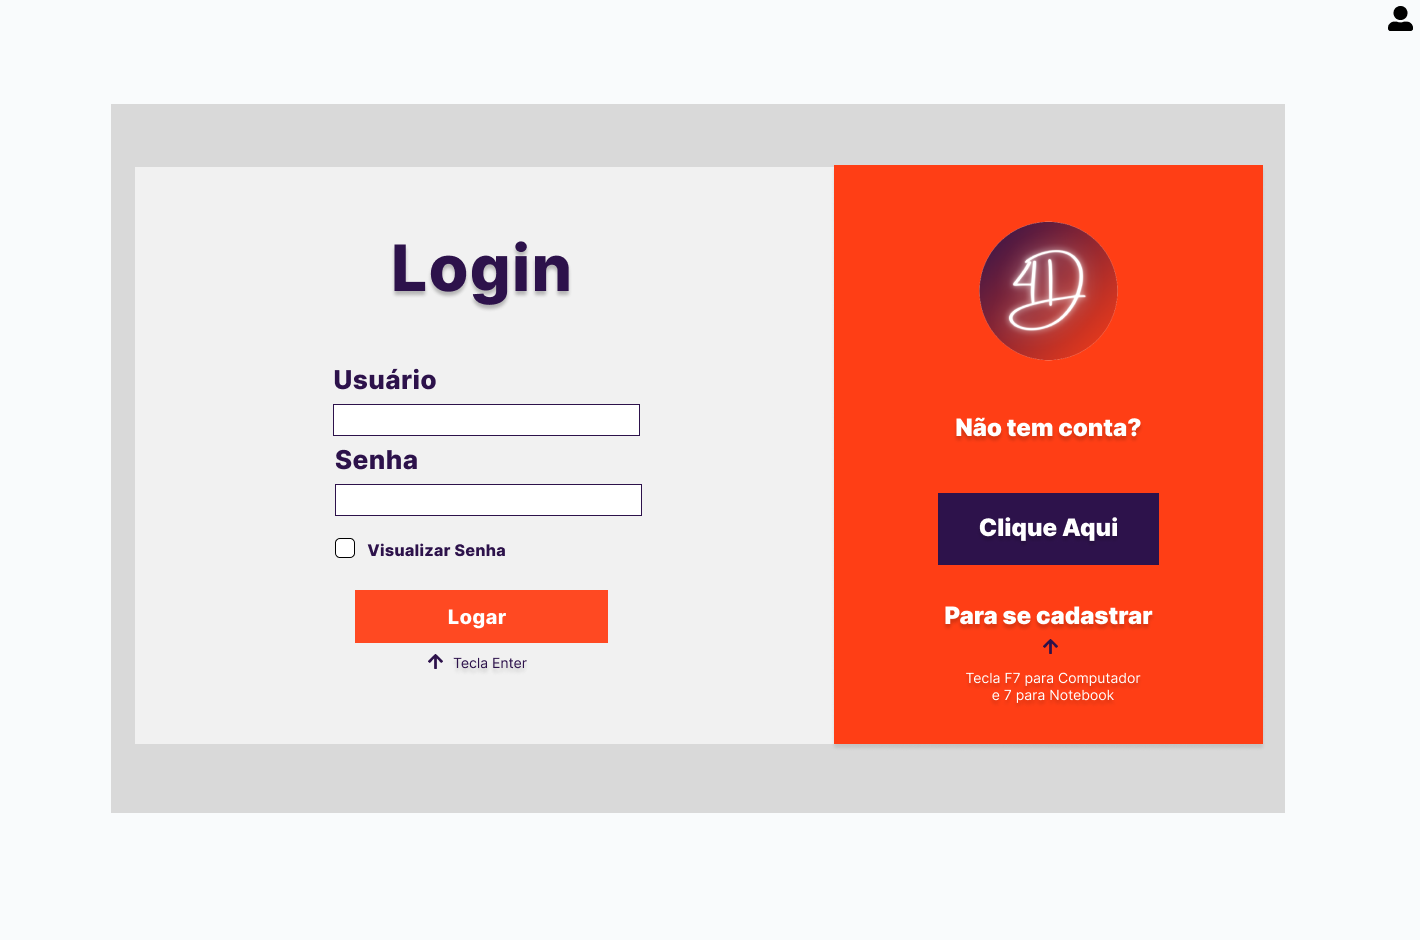 Login
Usuário
Senha
Visualizar Senha
Logar
Tecla Enter
4D
Não tem conta?
Clique Aqui
Para se cadastrar
Tecla F7 para Computador
e 7 para Notebook